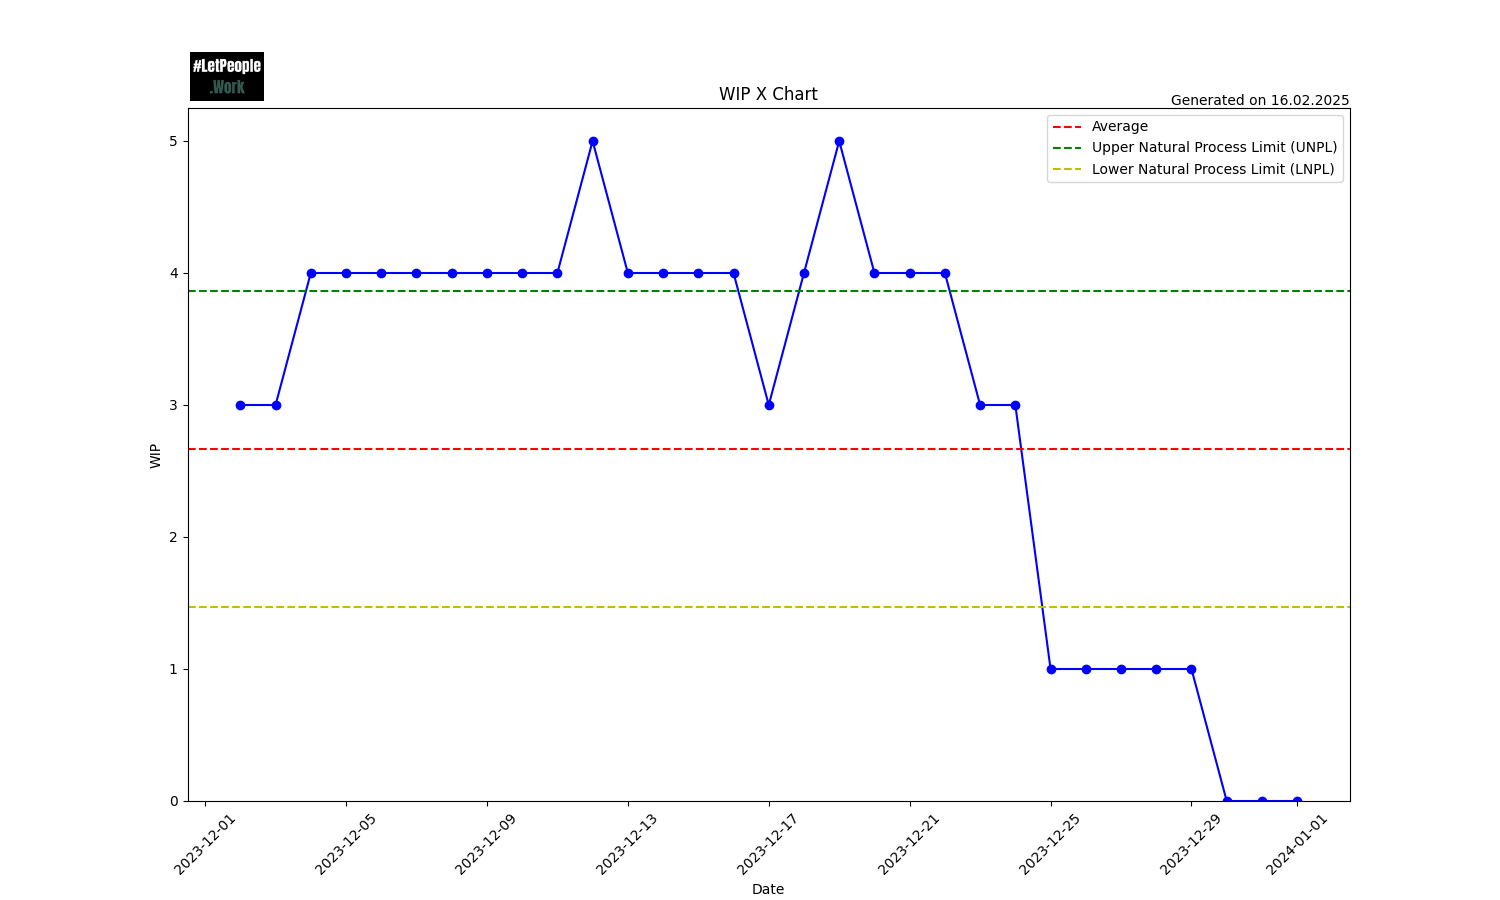 #LetPeople
.Work
WIP X Chart
Generated on 16.02.2025
Average
Upper Natural Process Limit (UNPL)
Lower Natural Process Limit (LNPL)
5
4
3
2
1
0
WIP
2023-12-01
2023-12-05
2023-12-09
2023-12-13
2023-12-17
2023-12-21
2023-12-25
2023-12-29
2024-01-01
Date